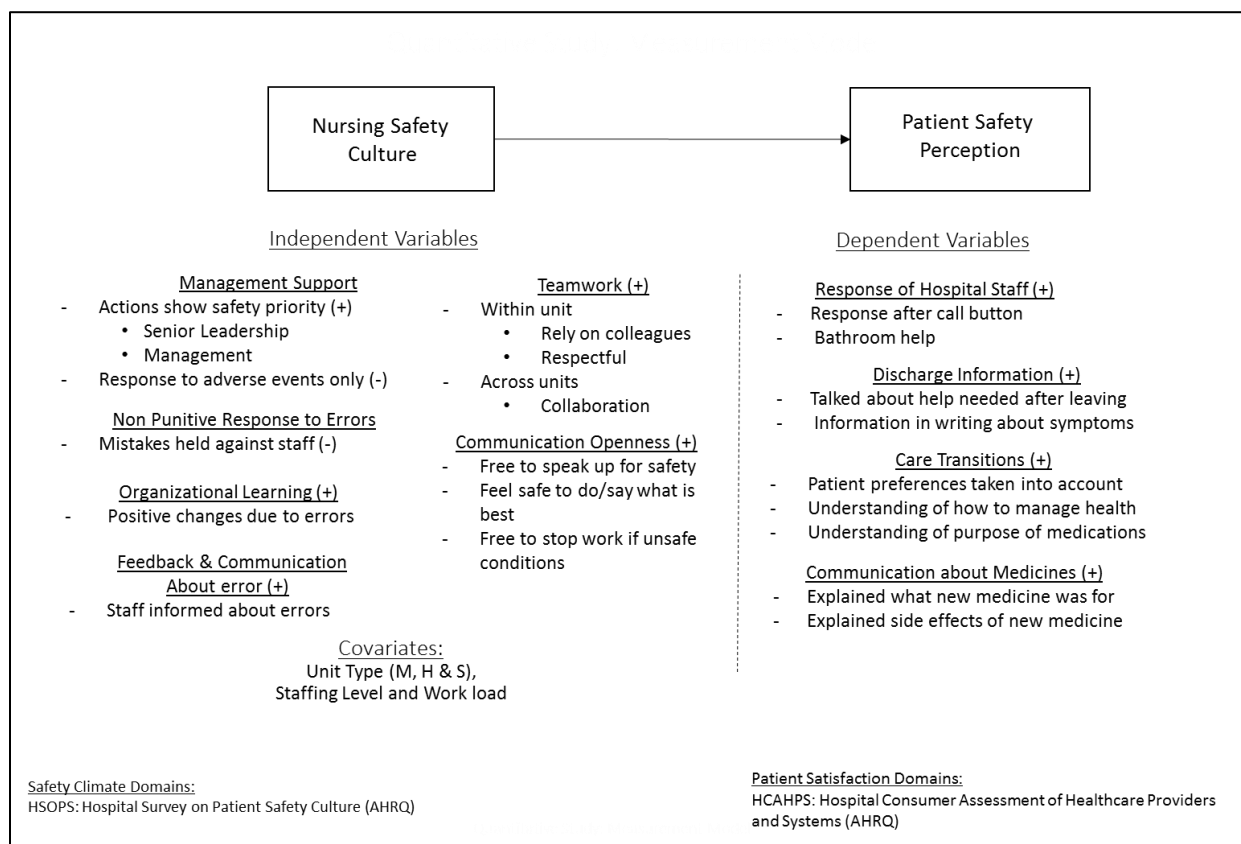 Nursing Safety
Culture
Patient Safety
Perception
Independent Variables
Management Support
- Actions show safety priority (+)
• Senior Leadership
• Management
- Response to adverse events only (-)
Non Punitive Response to Errors
- Mistakes held against staff (-)
Organizational Learning (+)
- Positive changes due to errors
Feedback & Communication
About error (+)
- Staff informed about errors
Teamwork (+)
- Within unit
• Rely on colleagues
• Respectful
- Across units
• Collaboration
Communication Openness (+)
- Free to speak up for safety
- Feel safe to do/say what is
best
- Free to stop work if unsafe
conditions
Covariates:
Unit Type (M, H & S),
Staffing Level and Work load
Dependent Variables
Response of Hospital Staff (+)
- Response after call button
- Bathroom help
Discharge Information (+)
- Talked about help needed after leaving
- Information in writing about symptoms
Care Transitions (+)
- Patient preferences taken into account
- Understanding of how to manage health
- Understanding of purpose of medications
Communication about Medicines (+)
- Explained what new medicine was for
- Explained side effects of new medicine
Safety Climate Domains:
HSOPS: Hospital Survey on Patient Safety Culture (AHRQ)
Patient Satisfaction Domains:
HCAHPS: Hospital Consumer Assessment of Healthcare Providers
and Systems (AHRQ)